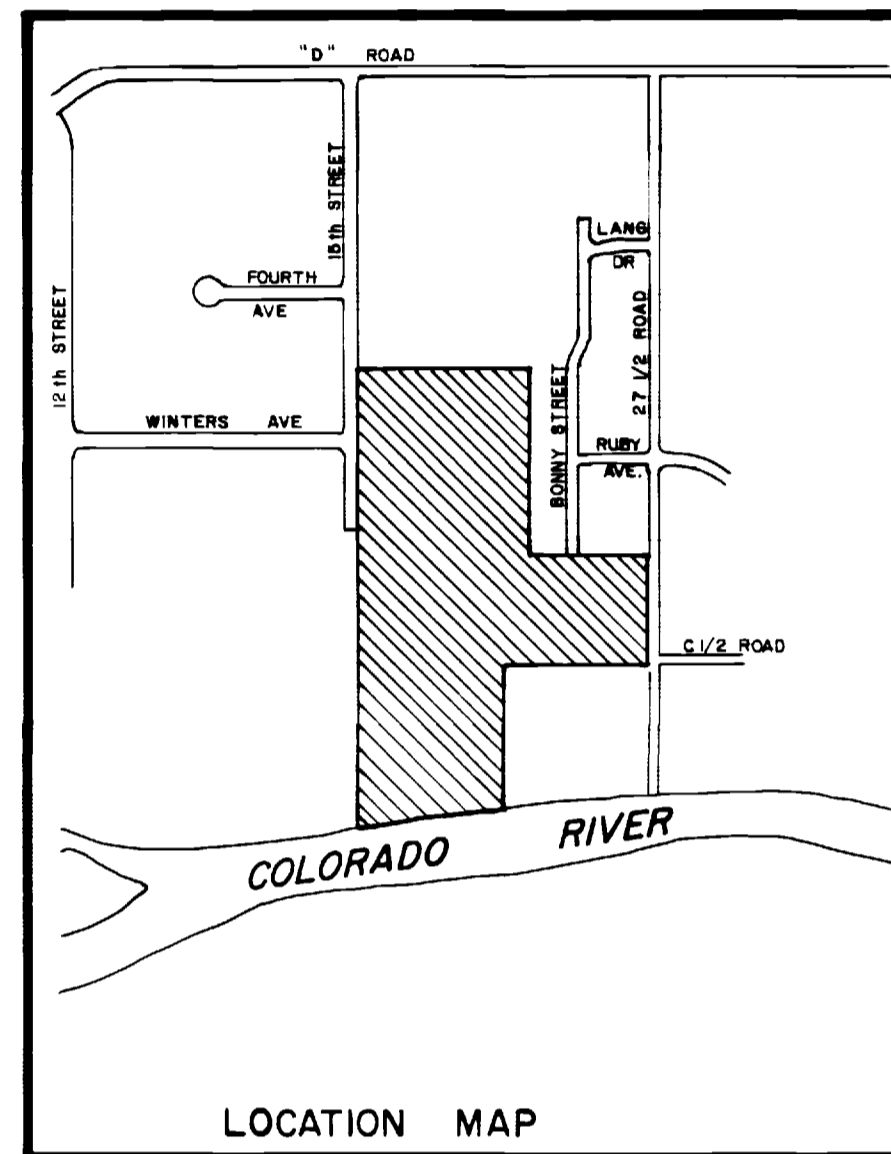 "D" ROAD
15th STREET
LANG
DR
FOURTH
AVE
12th STREET
27 1/2 ROAD
BONNY STREET
WINTERS AVE
RUBY
AVE.
C 1/2 ROAD
COLORADO RIVER
LOCATION MAP